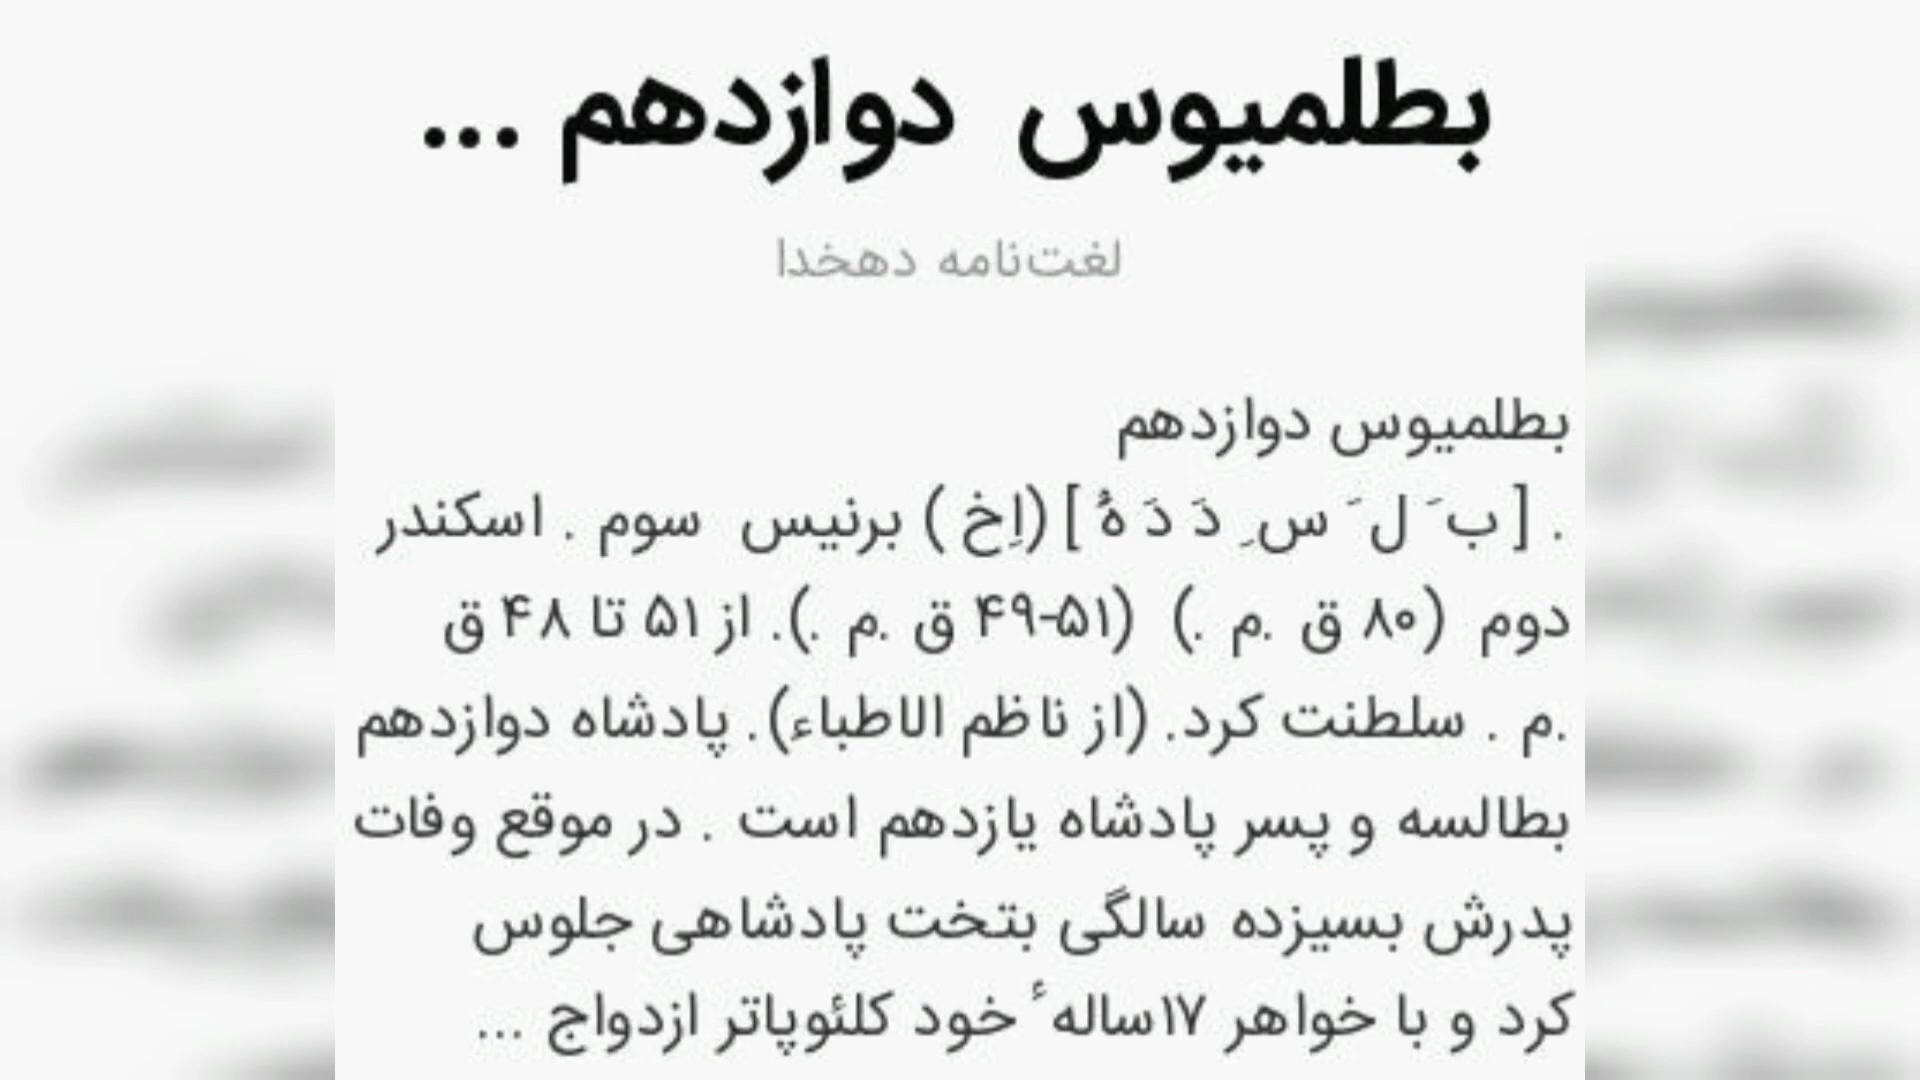 بطلمیوس دوازدهم ...
لغت‌نامه دهخدا
بطلمیوس دوازدهم
. [ ب َ ل َ س ِ دَ دَ هُ ] (اِخ ) برنیس سوم . اسکندر
دوم (۸۰ ق .م .) (۵۱-۴۹ ق .م .). از ۵۱ تا ۴۸ ق
.م . سلطنت کرد. (از ناظم الاطباء). پادشاه دوازدهم
بطالسه و پسر پادشاه یازدهم است . در موقع وفات
پدرش بسیزده سالگی بتخت پادشاهی جلوس
کرد و با خواهر ۱۷ساله ٔ خود کلئوپاتر ازدواج ...